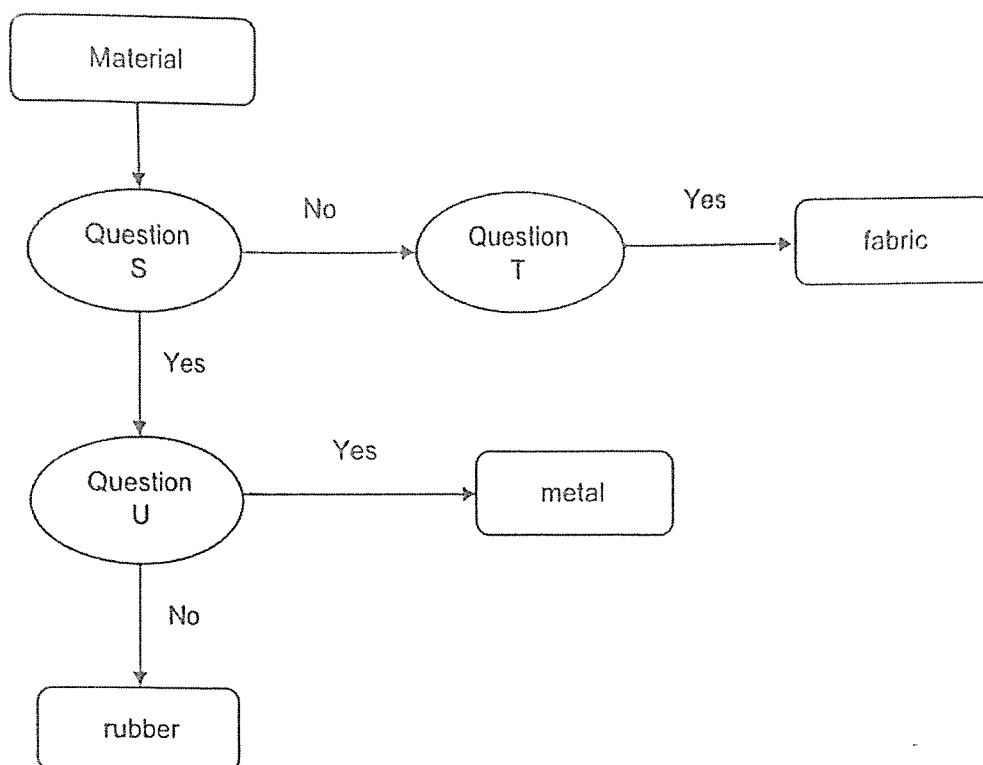 Material
No
Yes
Question
S
Question
T
fabric
Yes
Question
U
Yes
metal
No
rubber